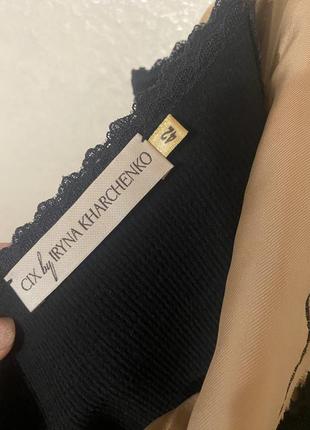 CIX by IRYNA KHARCHENKO
42